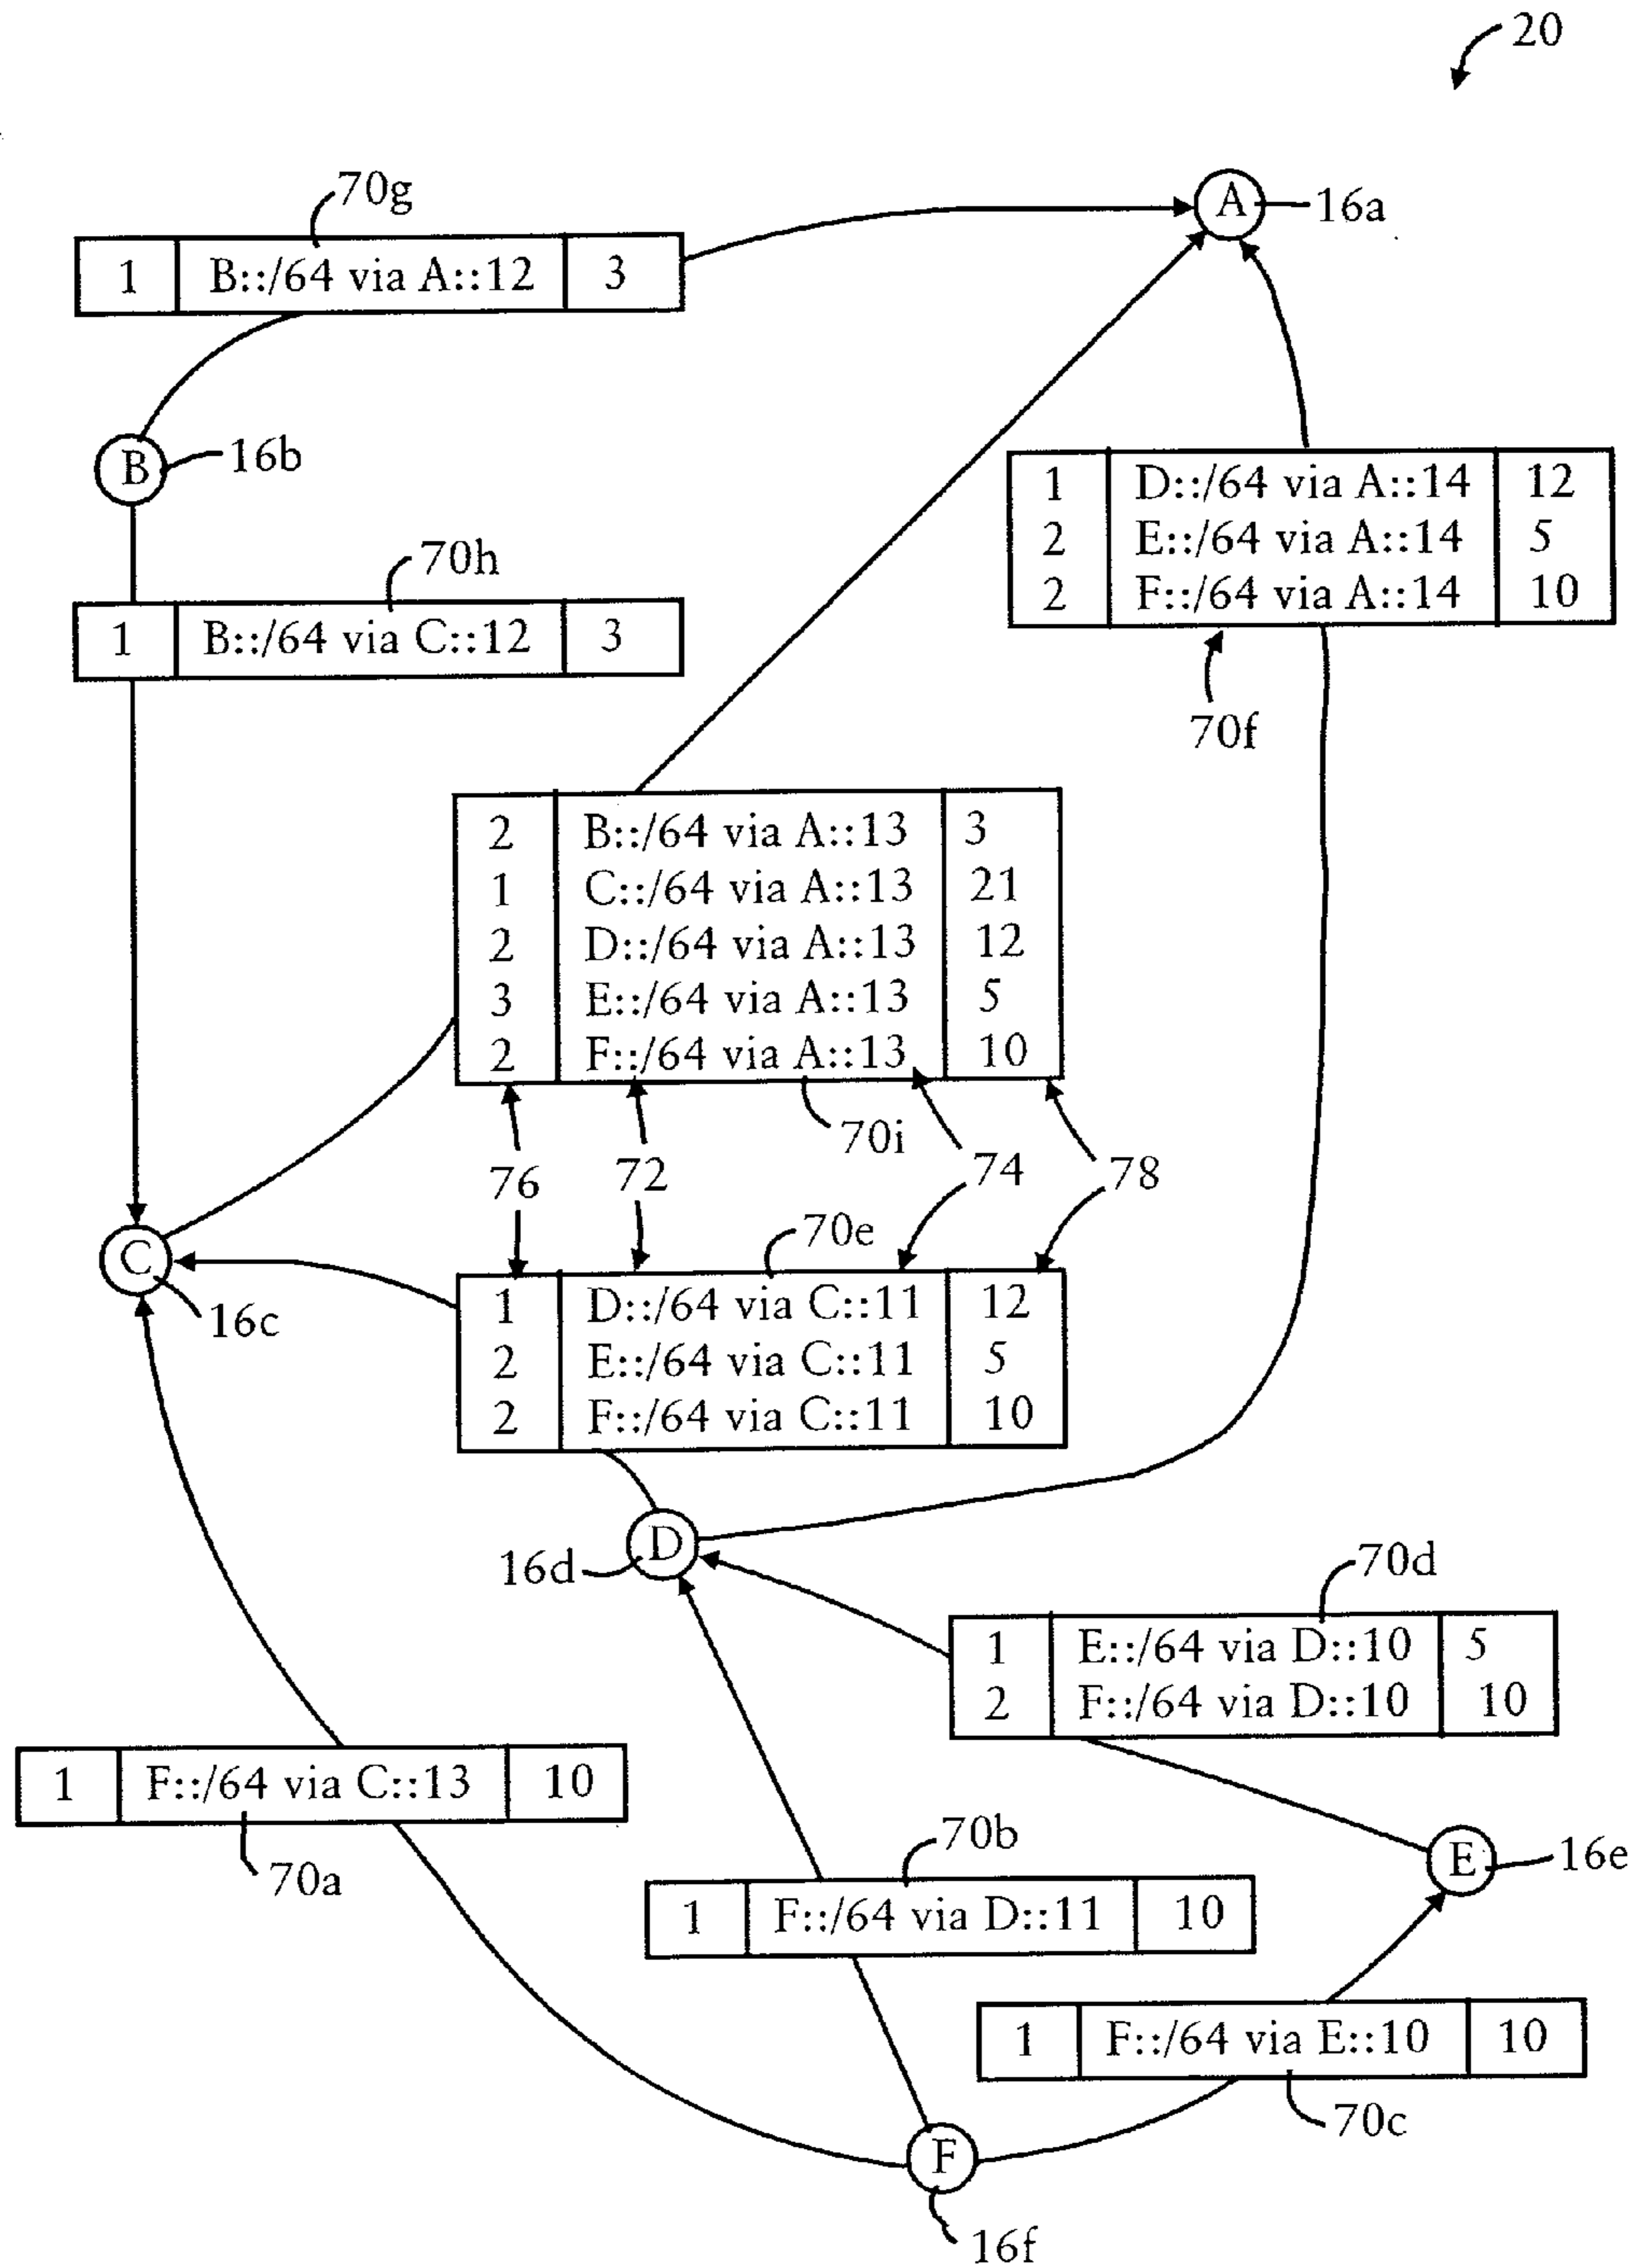 20
70g
A
16a
1 B::/64 via A::12 3
B
16b
70h
1 B::/64 via C::12 3
1 D::/64 via A::14 12
2 E::/64 via A::14 5
2 F::/64 via A::14 10
70f
2 B::/64 via A::13 3
1 C::/64 via A::13 21
2 D::/64 via A::13 12
3 E::/64 via A::13 5
2 F::/64 via A::13 10
70i
76 72 74 78
70e
C
16c
1 D::/64 via C::11 12
2 E::/64 via C::11 5
2 F::/64 via C::11 10
D
16d
70d
1 E::/64 via D::10 5
2 F::/64 via D::10 10
1 F::/64 via C::13 10
70a
70b
E
16e
1 F::/64 via D::11 10
1 F::/64 via E::10 10
70c
F
16f